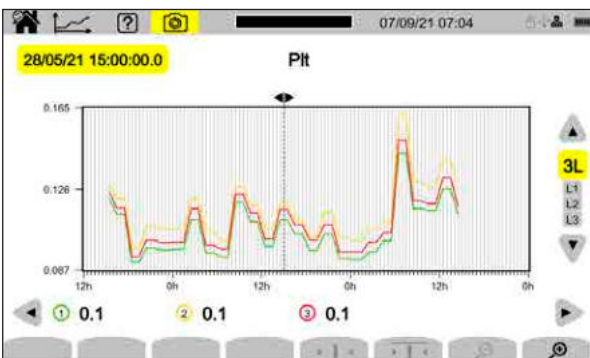 07/09/21 07:04
28/05/21 15:00:00.0
Plt
0.165
0.126
0.087
12h 0h 12h 0h 12h 0h
3L
L1
L2
L3
1 0.1 2 0.1 3 0.1